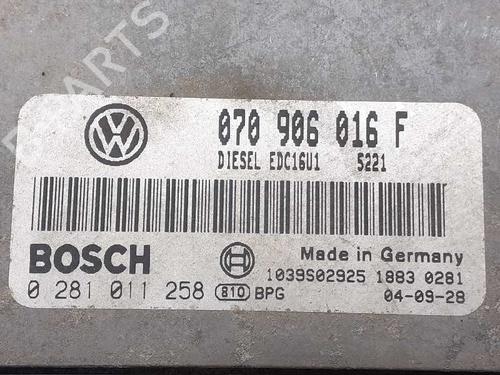 PARTS
070 906 016 F
DIESEL EDC16U1 5221
BOSCH
Made in Germany
1039S02925 1883 0281
0 281 011 258 810 BPG 04-09-28